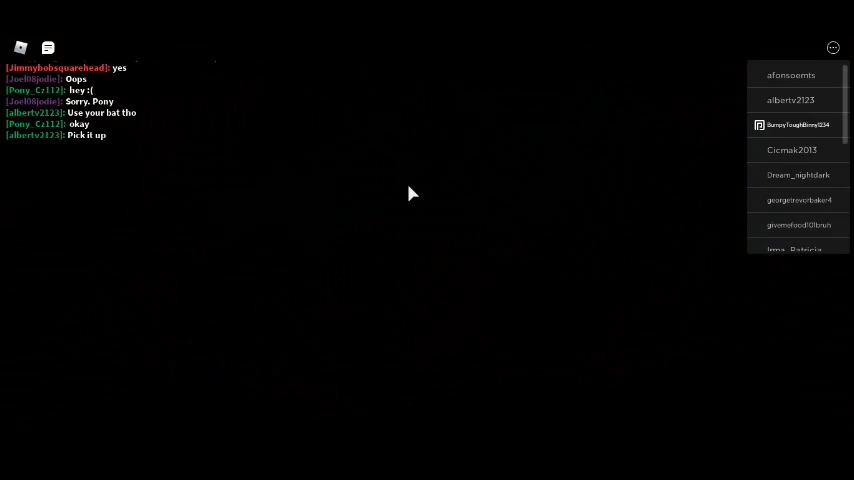 [Jimmybobsquarehead]: yes
[Joel08jodie]: Oops
[Pony_Cz112]: hey :(
[Joel08jodie]: Sorry. Pony
[albertv2123]: Use your bat tho
[Pony_Cz112]: okay
[albertv2123]: Pick it up
afonsoemts
albertv2123
BumpyToughBinny1234
Cicmak2013
Dream_nightdark
georgetrevorbaker4
givemefood101bruh
Irma_Patricia